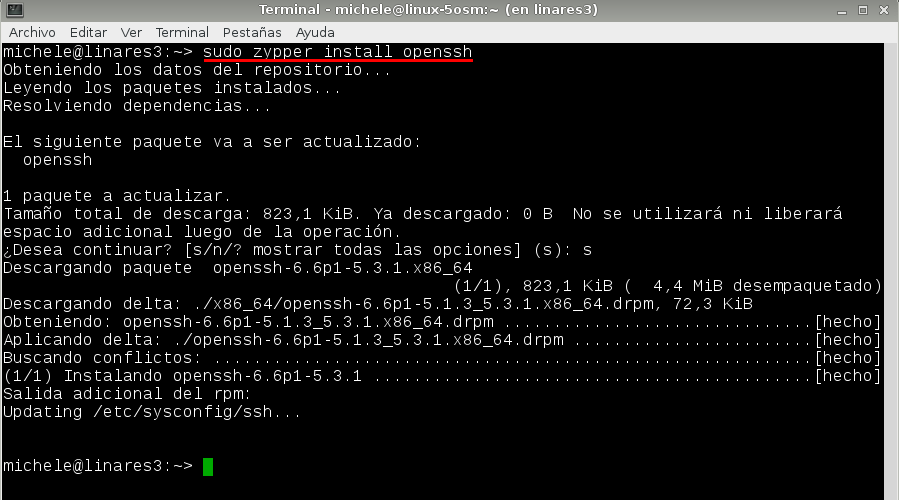 Terminal - michele@linux-5osm:~ (en linares3)
Archivo Editar Ver Terminal Pestañas Ayuda
michele@linares3:~> sudo zypper install openssh
Obteniendo los datos del repositorio...
Leyendo los paquetes instalados...
Resolviendo dependencias...
El siguiente paquete va a ser actualizado:
openssh
1 paquete a actualizar.
Tamaño total de descarga: 823,1 KiB. Ya descargado: 0 B  No se utilizará ni liberará
espacio adicional luego de la operación.
¿Desea continuar? [s/n/? mostrar todas las opciones] (s): s
Descargando paquete  openssh-6.6p1-5.3.1.x86_64
(1/1), 823,1 KiB (  4,4 MiB desempaquetado)
Descargando delta: ./x86_64/openssh-6.6p1-5.1.3_5.3.1.x86_64.drpm, 72,3 KiB
Obteniendo: openssh-6.6p1-5.1.3_5.3.1.x86_64.drpm ...............................[hecho]
Aplicando delta: ./openssh-6.6p1-5.1.3_5.3.1.x86_64.drpm ........................[hecho]
Buscando conflictos: ............................................................[hecho]
(1/1) Instalando openssh-6.6p1-5.3.1 ............................................[hecho]
Salida adicional del rpm:
Updating /etc/sysconfig/ssh...
michele@linares3:~>